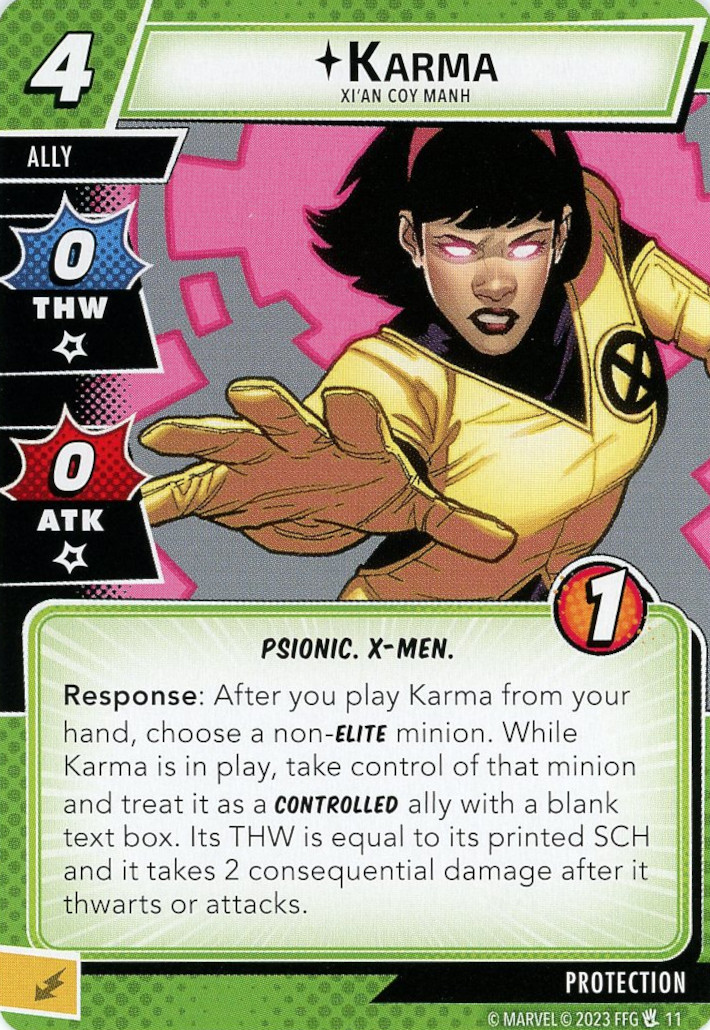 4
Karma
XI'AN COY MANH
ALLY
0
THW
0
ATK
1
PSIONIC. X-MEN.
Response: After you play Karma from your
hand, choose a non-ELITE minion. While
Karma is in play, take control of that minion
and treat it as a CONTROLLED ally with a blank
text box. Its THW is equal to its printed SCH
and it takes 2 consequential damage after it
thwarts or attacks.
PROTECTION
© MARVEL © 2023 FFG 11